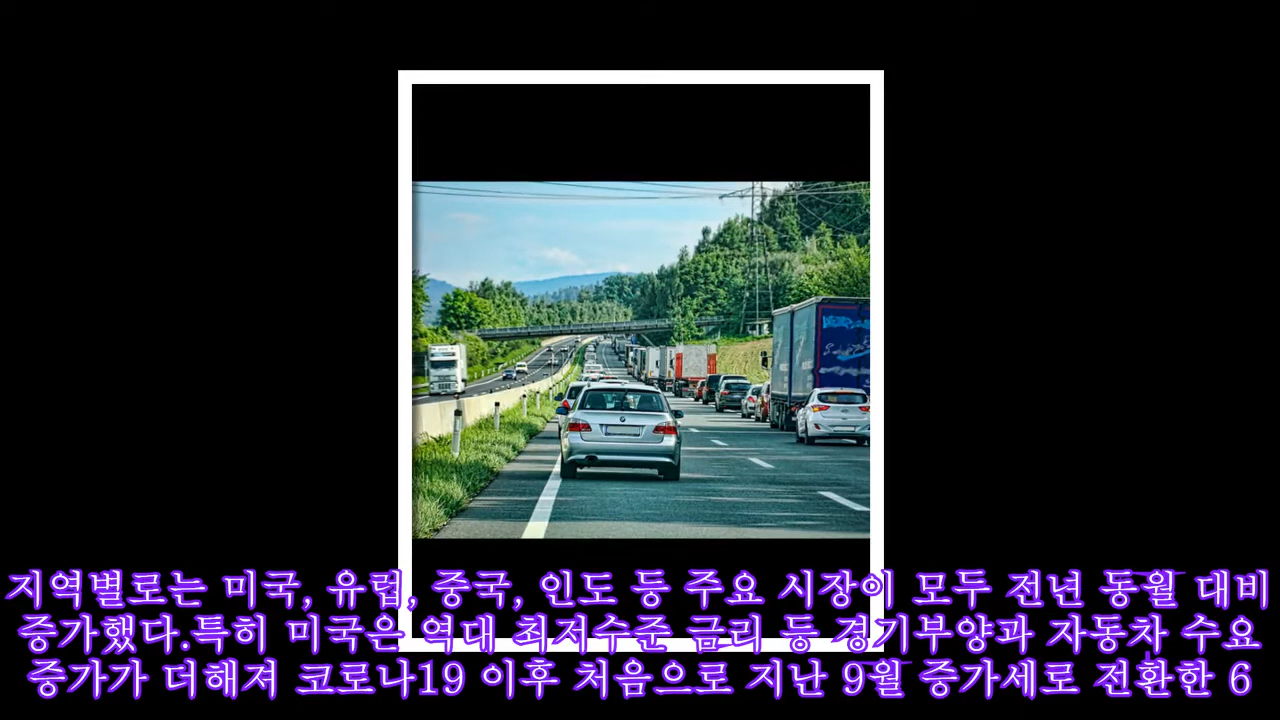 지역별로는 미국, 유럽, 중국, 인도 등 주요 시장이 모두 전년 동월 대비
증가했다.특히 미국은 역대 최저수준 금리 등 경기부양과 자동차 수요
증가가 더해져 코로나19 이후 처음으로 지난 9월 증가세로 전환한 6